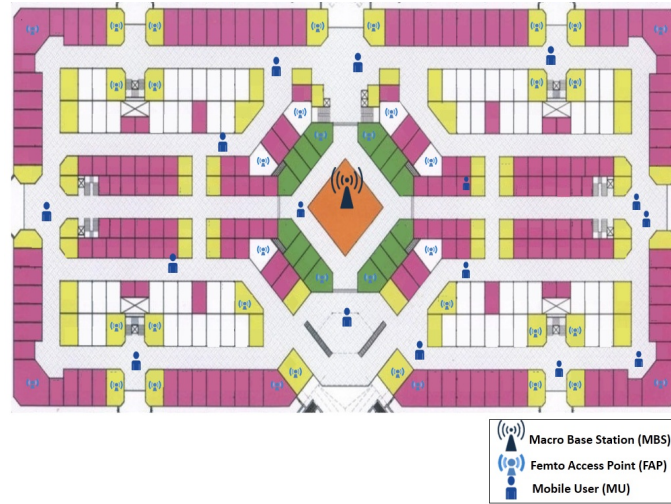 Macro Base Station (MBS)
Femto Access Point (FAP)
Mobile User (MU)